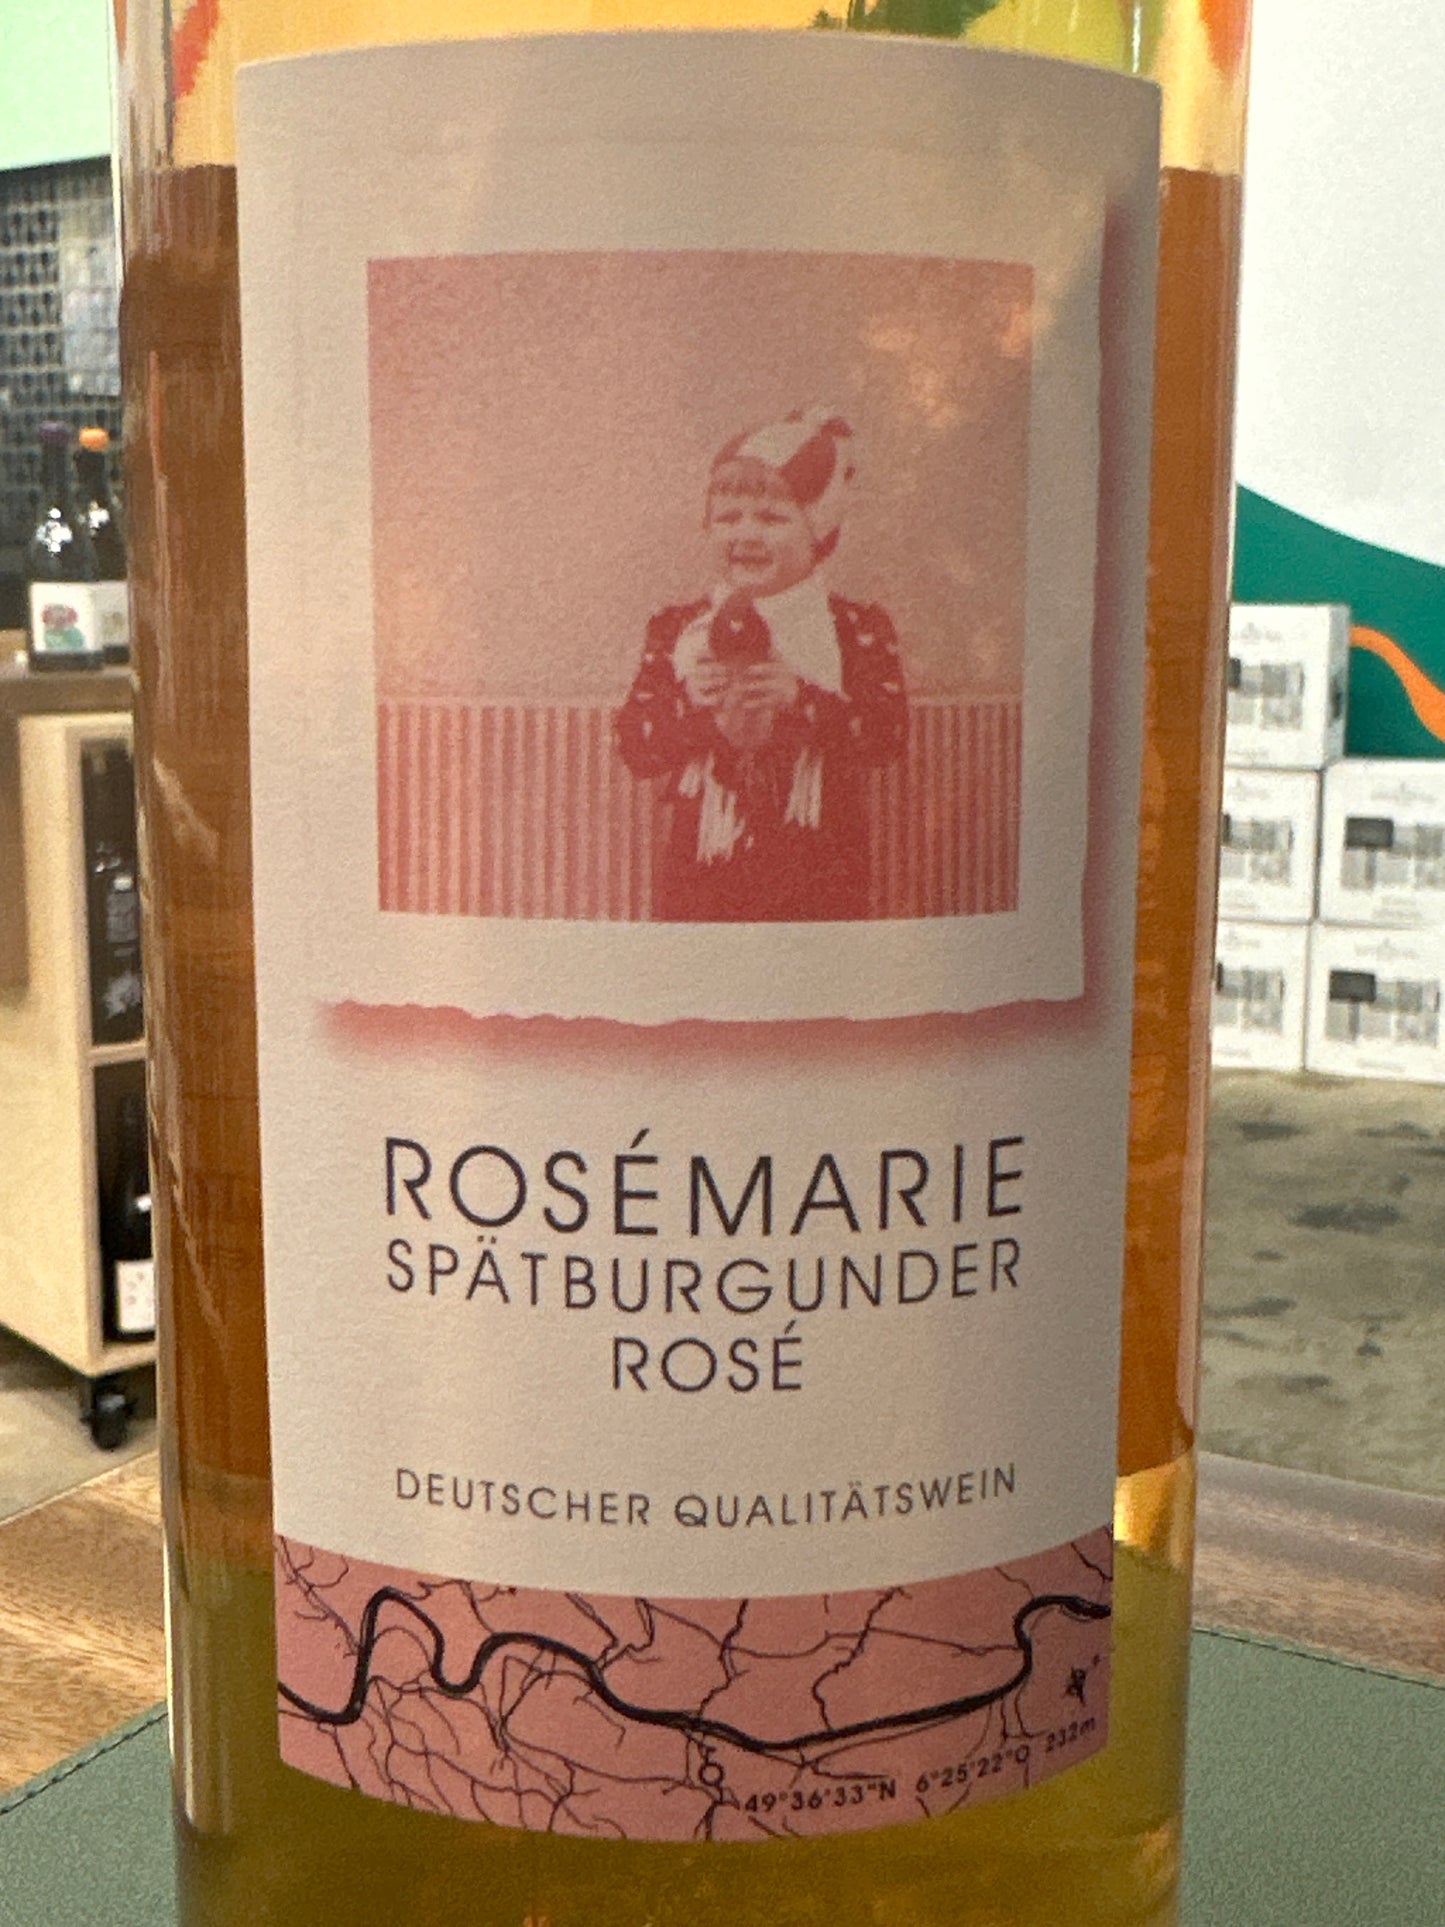 ROSÉMARIE
SPÄTBURGUNDER
ROSÉ
DEUTSCHER QUALITÄTSWEIN
49°36'33"N 6°25'22"O 232m